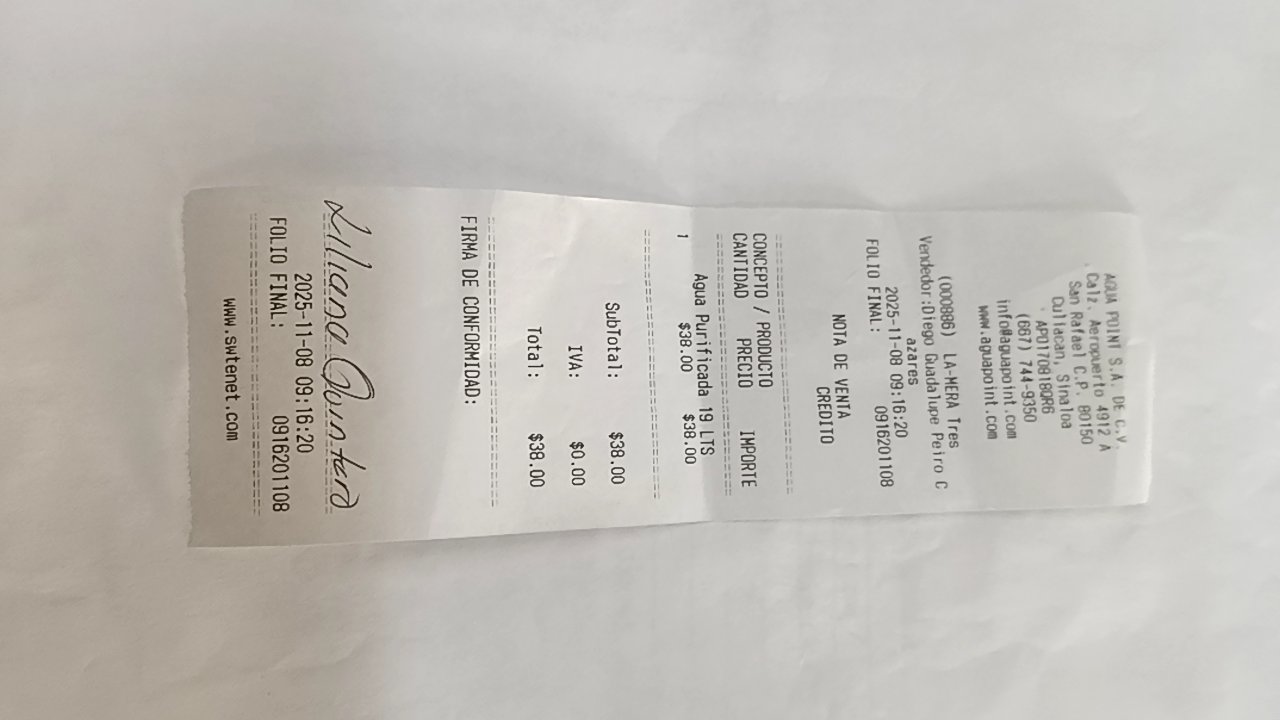 AGUA POINT S.A. DE C.V.
Calz. Aeropuerto 4912 A
San Rafael C.P. 80150
Culiacan, Sinaloa
APO170818QR6
(667) 744-9350
info@aguapoint.com
www.aguapoint.com
(000886) LA-MERA Tres
Vendedor:Diego Guadalupe Peiro C
azares
2025-11-08 09:16:20
FOLIO FINAL: 0916201108
NOTA DE VENTA
CREDITO
CONCEPTO / PRODUCTO
CANTIDAD PRECIO IMPORTE
Agua Purificada 19 LTS
1 $38.00 $38.00
SubTotal: $38.00
IVA: $0.00
Total: $38.00
FIRMA DE CONFORMIDAD:
Liliana Quintero
2025-11-08 09:16:20
FOLIO FINAL: 0916201108
www.swtenet.com